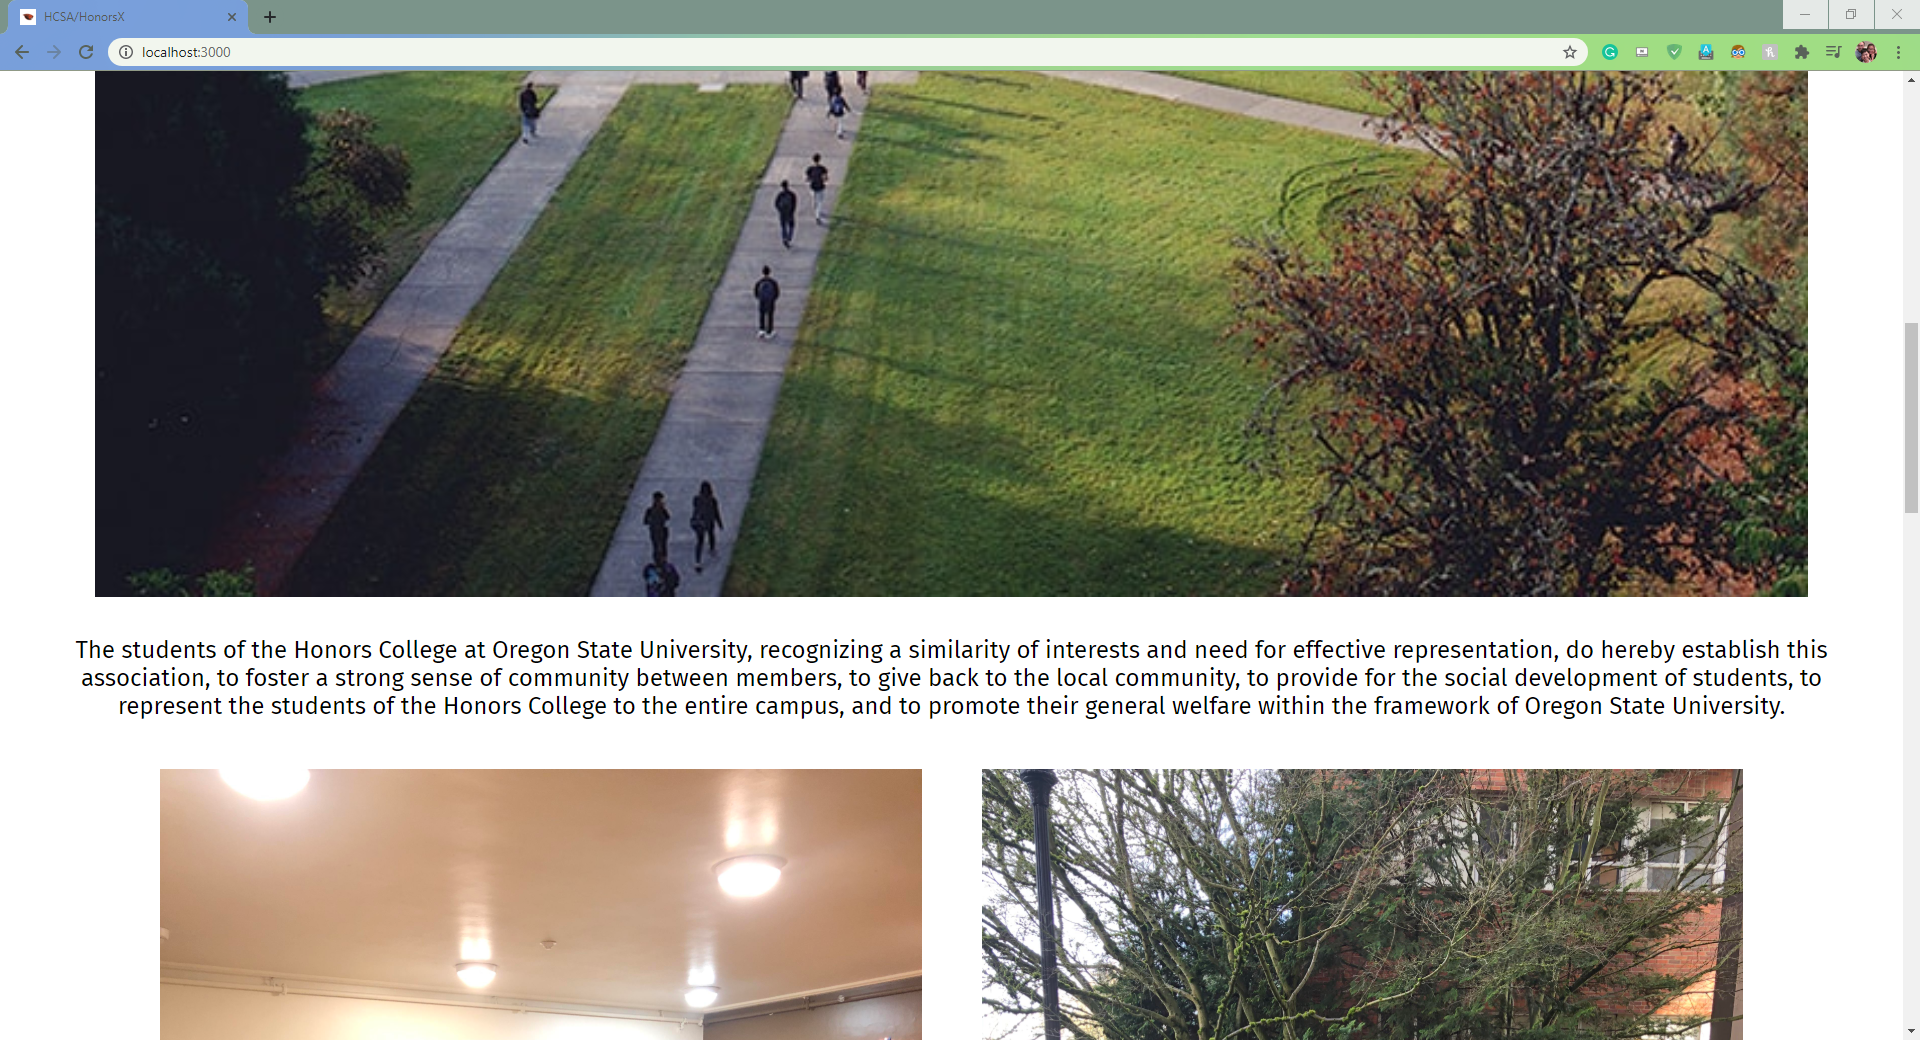 HCSA/HonorsX
localhost:3000
The students of the Honors College at Oregon State University, recognizing a similarity of interests and need for effective representation, do hereby establish this
association, to foster a strong sense of community between members, to give back to the local community, to provide for the social development of students, to
represent the students of the Honors College to the entire campus, and to promote their general welfare within the framework of Oregon State University.